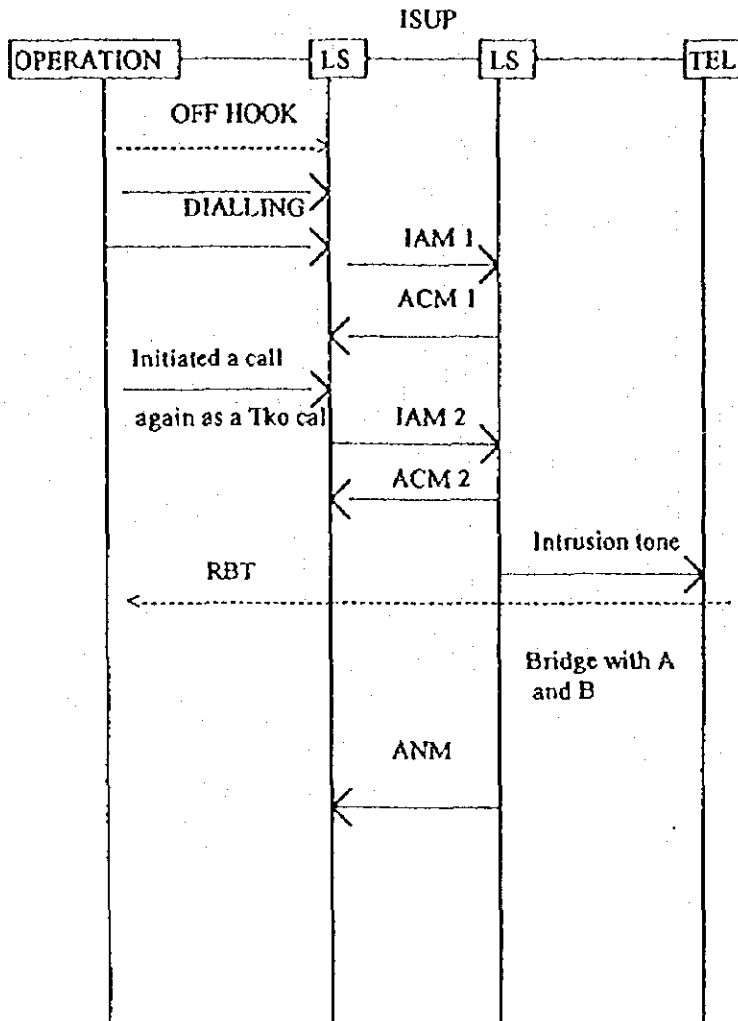 ISUP
OPERATION LS LS TEL
OFF HOOK
DIALLING
IAM 1
ACM 1
Initiated a call
again as a Tko cal
IAM 2
ACM 2
Intrusion tone
RBT
Bridge with A
and B
ANM